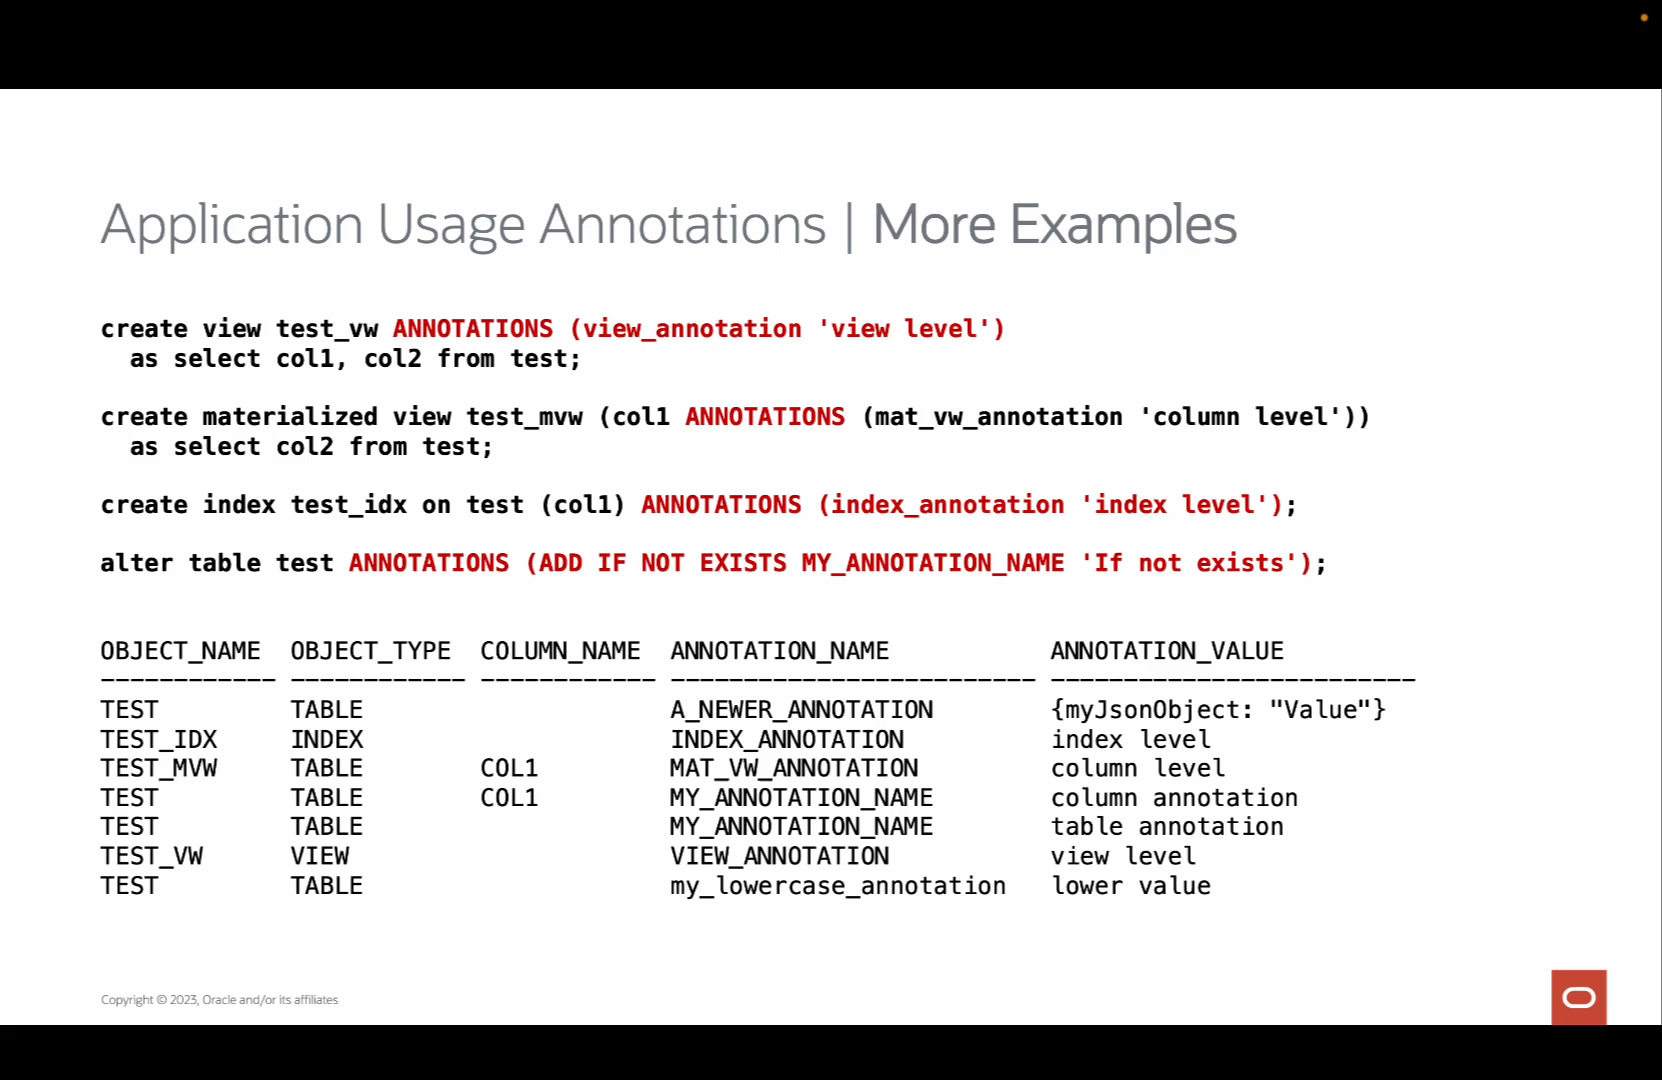 Application Usage Annotations | More Examples
create view test_vw ANNOTATIONS (view_annotation 'view level')
  as select col1, col2 from test;
create materialized view test_mvw (col1 ANNOTATIONS (mat_vw_annotation 'column level'))
  as select col2 from test;
create index test_idx on test (col1) ANNOTATIONS (index_annotation 'index level');
alter table test ANNOTATIONS (ADD IF NOT EXISTS MY_ANNOTATION_NAME 'If not exists');
OBJECT_NAME  OBJECT_TYPE  COLUMN_NAME  ANNOTATION_NAME           ANNOTATION_VALUE
------------ ------------ ------------ ------------------------- -------------------------
TEST         TABLE                     A_NEWER_ANNOTATION        {myJsonObject: "Value"}
TEST_IDX     INDEX                     INDEX_ANNOTATION          index level
TEST_MVW     TABLE        COL1         MAT_VW_ANNOTATION         column level
TEST         TABLE        COL1         MY_ANNOTATION_NAME        column annotation
TEST         TABLE                     MY_ANNOTATION_NAME        table annotation
TEST_VW      VIEW                      VIEW_ANNOTATION           view level
TEST         TABLE                     my_lowercase_annotation   lower value
Copyright © 2023, Oracle and/or its affiliates